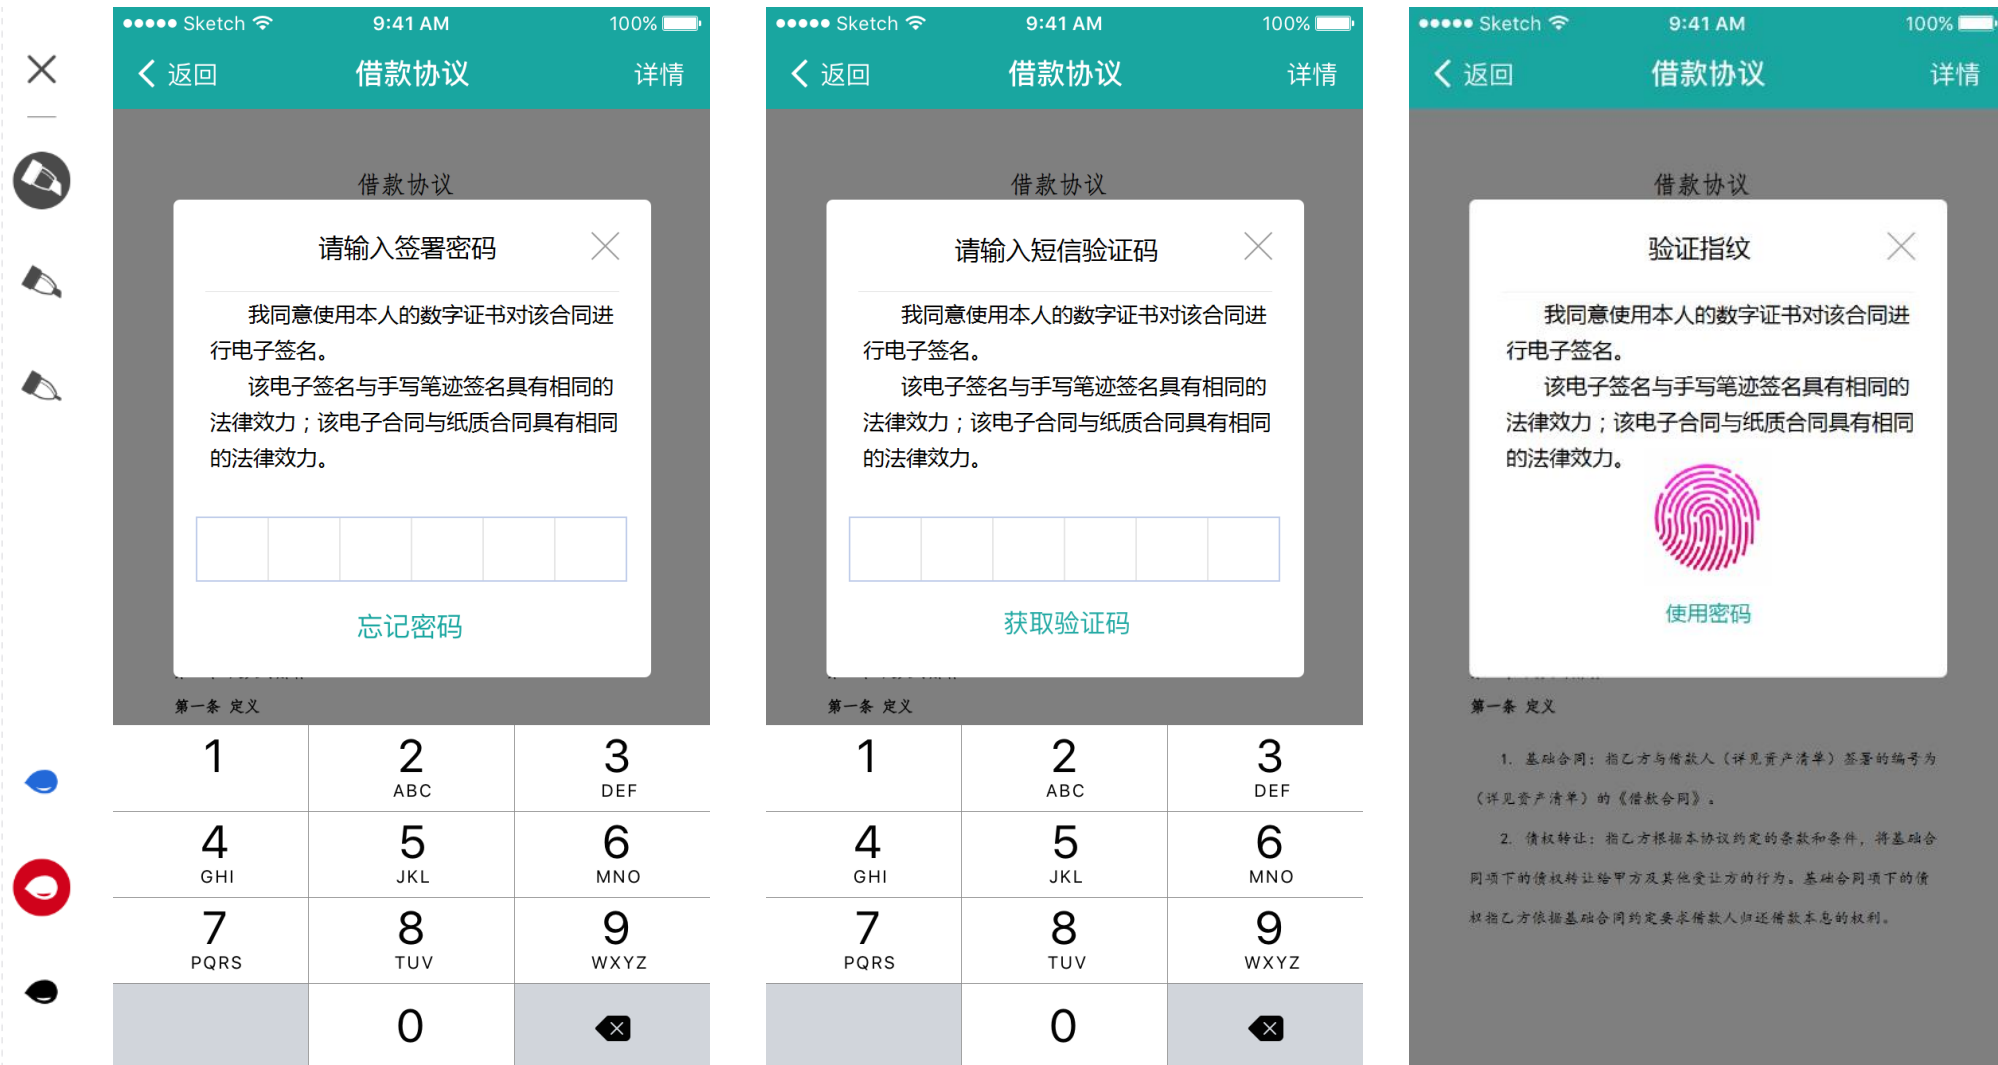 Sketch 9:41 AM 100%
返回 借款协议 详情
借款协议
请输入签署密码
我同意使用本人的数字证书对该合同进
行电子签名。
该电子签名与手写笔迹签名具有相同的
法律效力；该电子合同与纸质合同具有相同
的法律效力。
忘记密码
第一条 定义
1
2 ABC
3 DEF
4 GHI
5 JKL
6 MNO
7 PQRS
8 TUV
9 WXYZ
0
Sketch 9:41 AM 100%
返回 借款协议 详情
借款协议
请输入短信验证码
我同意使用本人的数字证书对该合同进
行电子签名。
该电子签名与手写笔迹签名具有相同的
法律效力；该电子合同与纸质合同具有相同
的法律效力。
获取验证码
第一条 定义
1
2 ABC
3 DEF
4 GHI
5 JKL
6 MNO
7 PQRS
8 TUV
9 WXYZ
0
Sketch 9:41 AM 100%
返回 借款协议 详情
借款协议
验证指纹
我同意使用本人的数字证书对该合同进
行电子签名。
该电子签名与手写笔迹签名具有相同的
法律效力；该电子合同与纸质合同具有相同
的法律效力。
使用密码
第一条 定义
1. 基础合同：指乙方与借款人（详见资产清单）签署的编号为
（详见资产清单）的《借款合同》。
2. 债权转让：指乙方根据本协议约定的条款和条件，将基础合
同项下的债权转让给甲方及其他受让方的行为。基础合同项下的债
权指乙方依据基础合同约定要求借款人归还借款本息的权利。